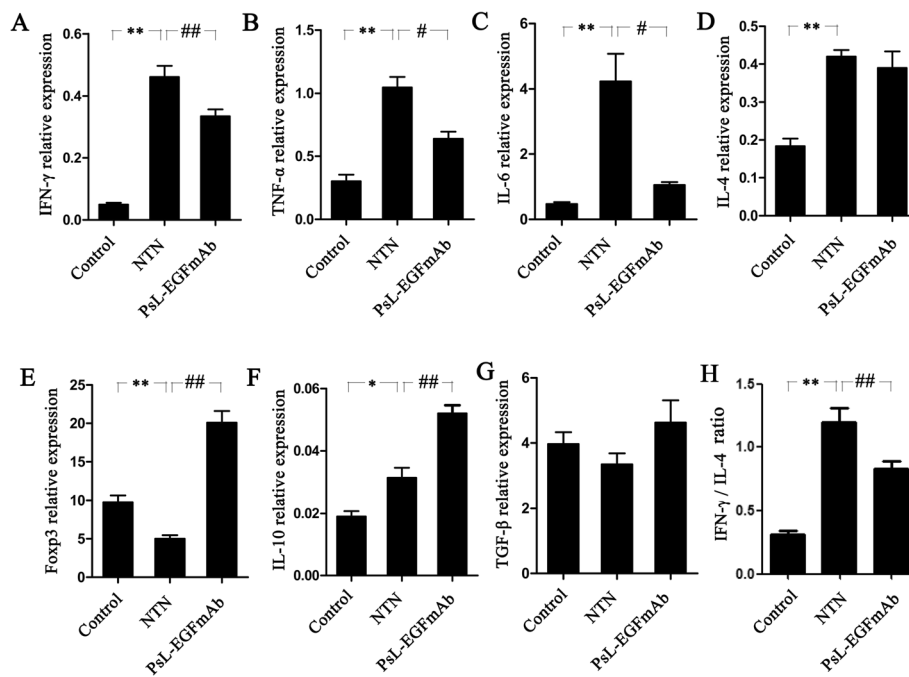 A
IFN-γ relative expression
0.6
0.4
0.2
0.0
** ##
Control
NTN
PsL-EGFmAb
B
TNF-α relative expression
1.5
1.0
0.5
0.0
** #
Control
NTN
PsL-EGFmAb
C
IL-6 relative expression
6
4
2
0
** #
Control
NTN
PsL-EGFmAb
D
IL-4 relative expression
0.5
0.4
0.3
0.2
0.1
0.0
**
Control
NTN
PsL-EGFmAb
E
Foxp3 relative expression
25
20
15
10
5
0
** ##
Control
NTN
PsL-EGFmAb
F
IL-10 relative expression
0.06
0.04
0.02
0.00
* ##
Control
NTN
PsL-EGFmAb
G
TGF-β relative expression
8
6
4
2
0
Control
NTN
PsL-EGFmAb
H
IFN-γ / IL-4 ratio
1.5
1.0
0.5
0.0
** ##
Control
NTN
PsL-EGFmAb